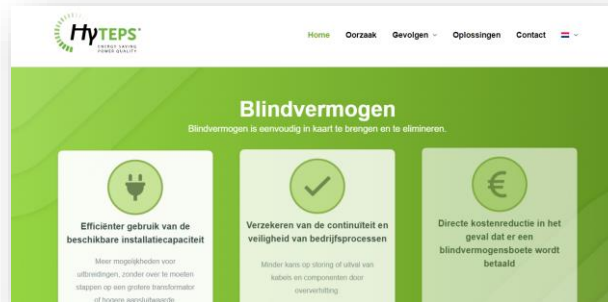 HyTEPS
ENERGY SAVING
POWER QUALITY
Home Oorzaak Gevolgen Oplossingen Contact
Blindvermogen
Blindvermogen is eenvoudig in kaart te brengen en te elimineren.
Efficiënter gebruik van de
beschikbare installatiecapaciteit
Meer mogelijkheden voor
uitbreidingen, zonder over te moeten
stappen op een grotere transformator
of hogere aansluitwaarde
Verzekeren van de continuïteit en
veiligheid van bedrijfsprocessen
Minder kans op storing of uitval van
kabels en componenten door
oververhitting
€
Directe kostenreductie in het
geval dat er een
blindvermogensboete wordt
betaald